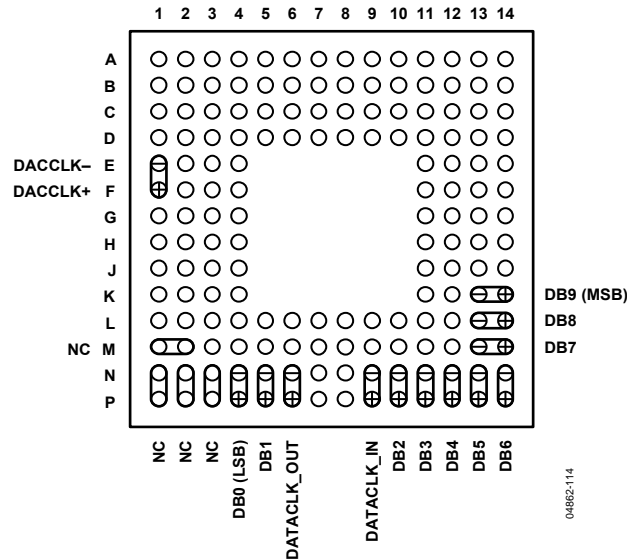 1 2 3 4 5 6 7 8 9 10 11 12 13 14
A
B
C
D
DACCLK– E
DACCLK+ F
G
H
J
K DB9 (MSB)
L DB8
NC M DB7
N
P
NC
NC
NC
DB0 (LSB)
DB1
DATACLK_OUT
DATACLK_IN
DB2
DB3
DB4
DB5
DB6
04862-114